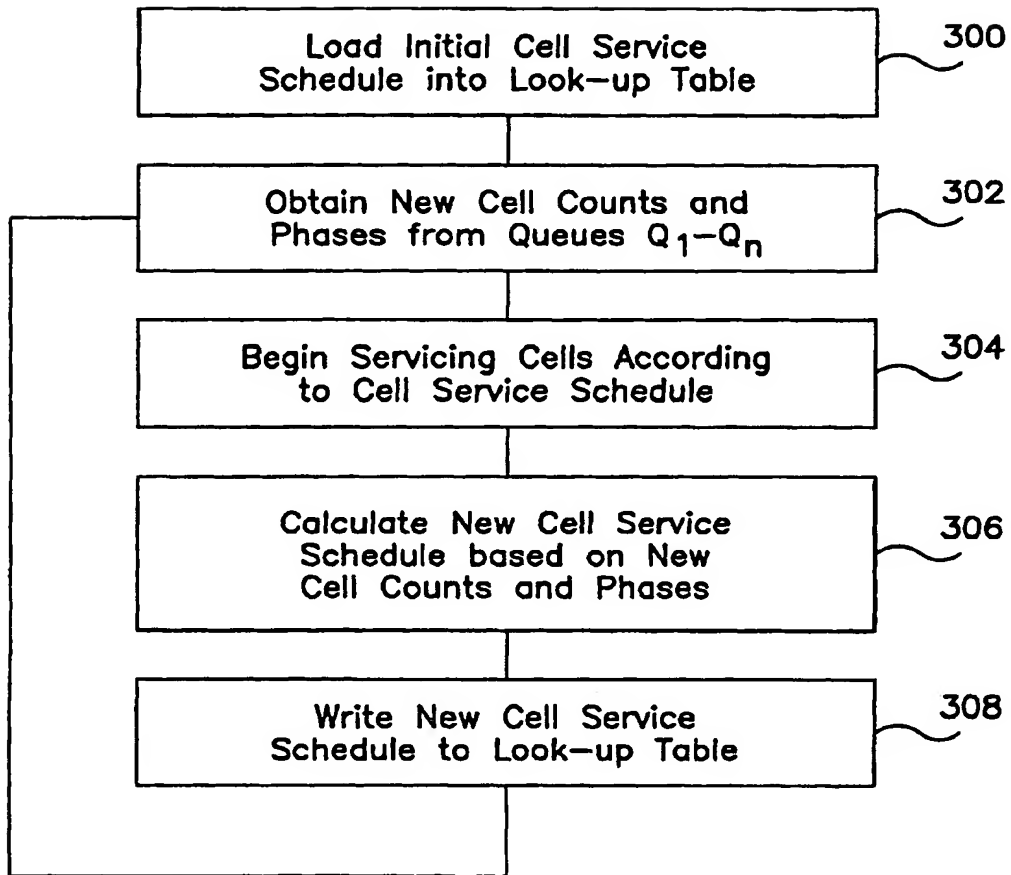 Load Initial Cell Service
Schedule into Look-up Table
300
Obtain New Cell Counts and
Phases from Queues Q1-Qn
302
Begin Servicing Cells According
to Cell Service Schedule
304
Calculate New Cell Service
Schedule based on New
Cell Counts and Phases
306
Write New Cell Service
Schedule to Look-up Table
308